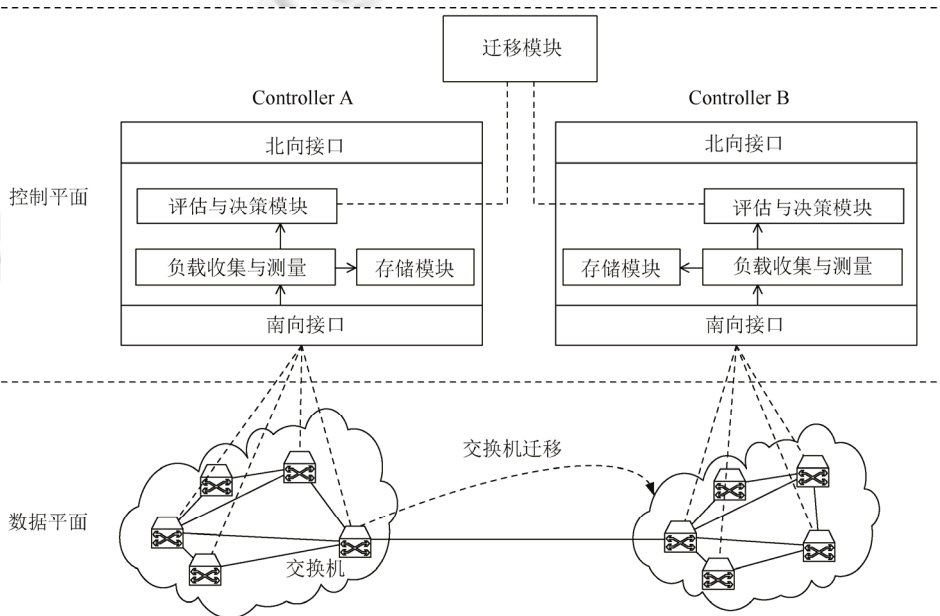 迁移模块
Controller A
Controller B
北向接口
北向接口
控制平面
评估与决策模块
评估与决策模块
负载收集与测量
存储模块
存储模块
负载收集与测量
南向接口
南向接口
交换机迁移
数据平面
交换机